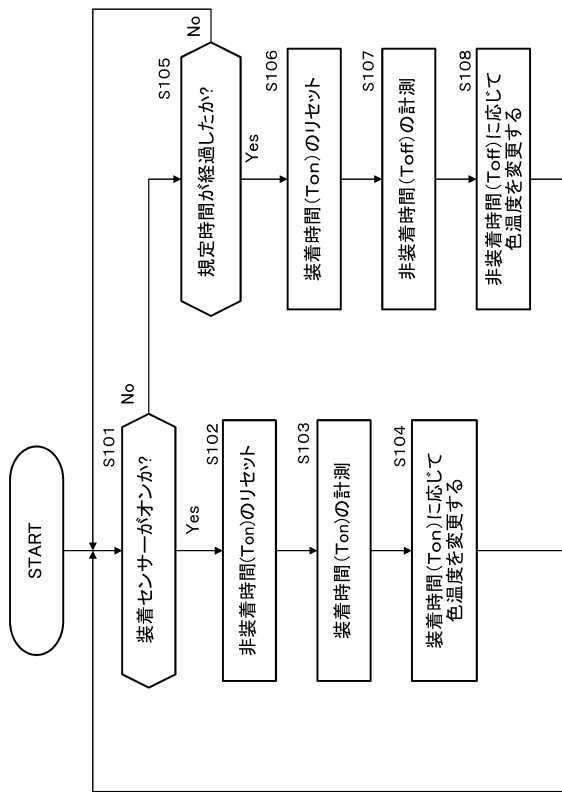 START
S101
装着センサーがオンか?
No
Yes
S102
非装着時間(Ton)のリセット
S103
装着時間(Ton)の計測
S104
装着時間(Ton)に応じて
色温度を変更する
S105
規定時間が経過したか?
No
Yes
S106
装着時間(Ton)のリセット
S107
非装着時間(Toff)の計測
S108
非装着時間(Toff)に応じて
色温度を変更する